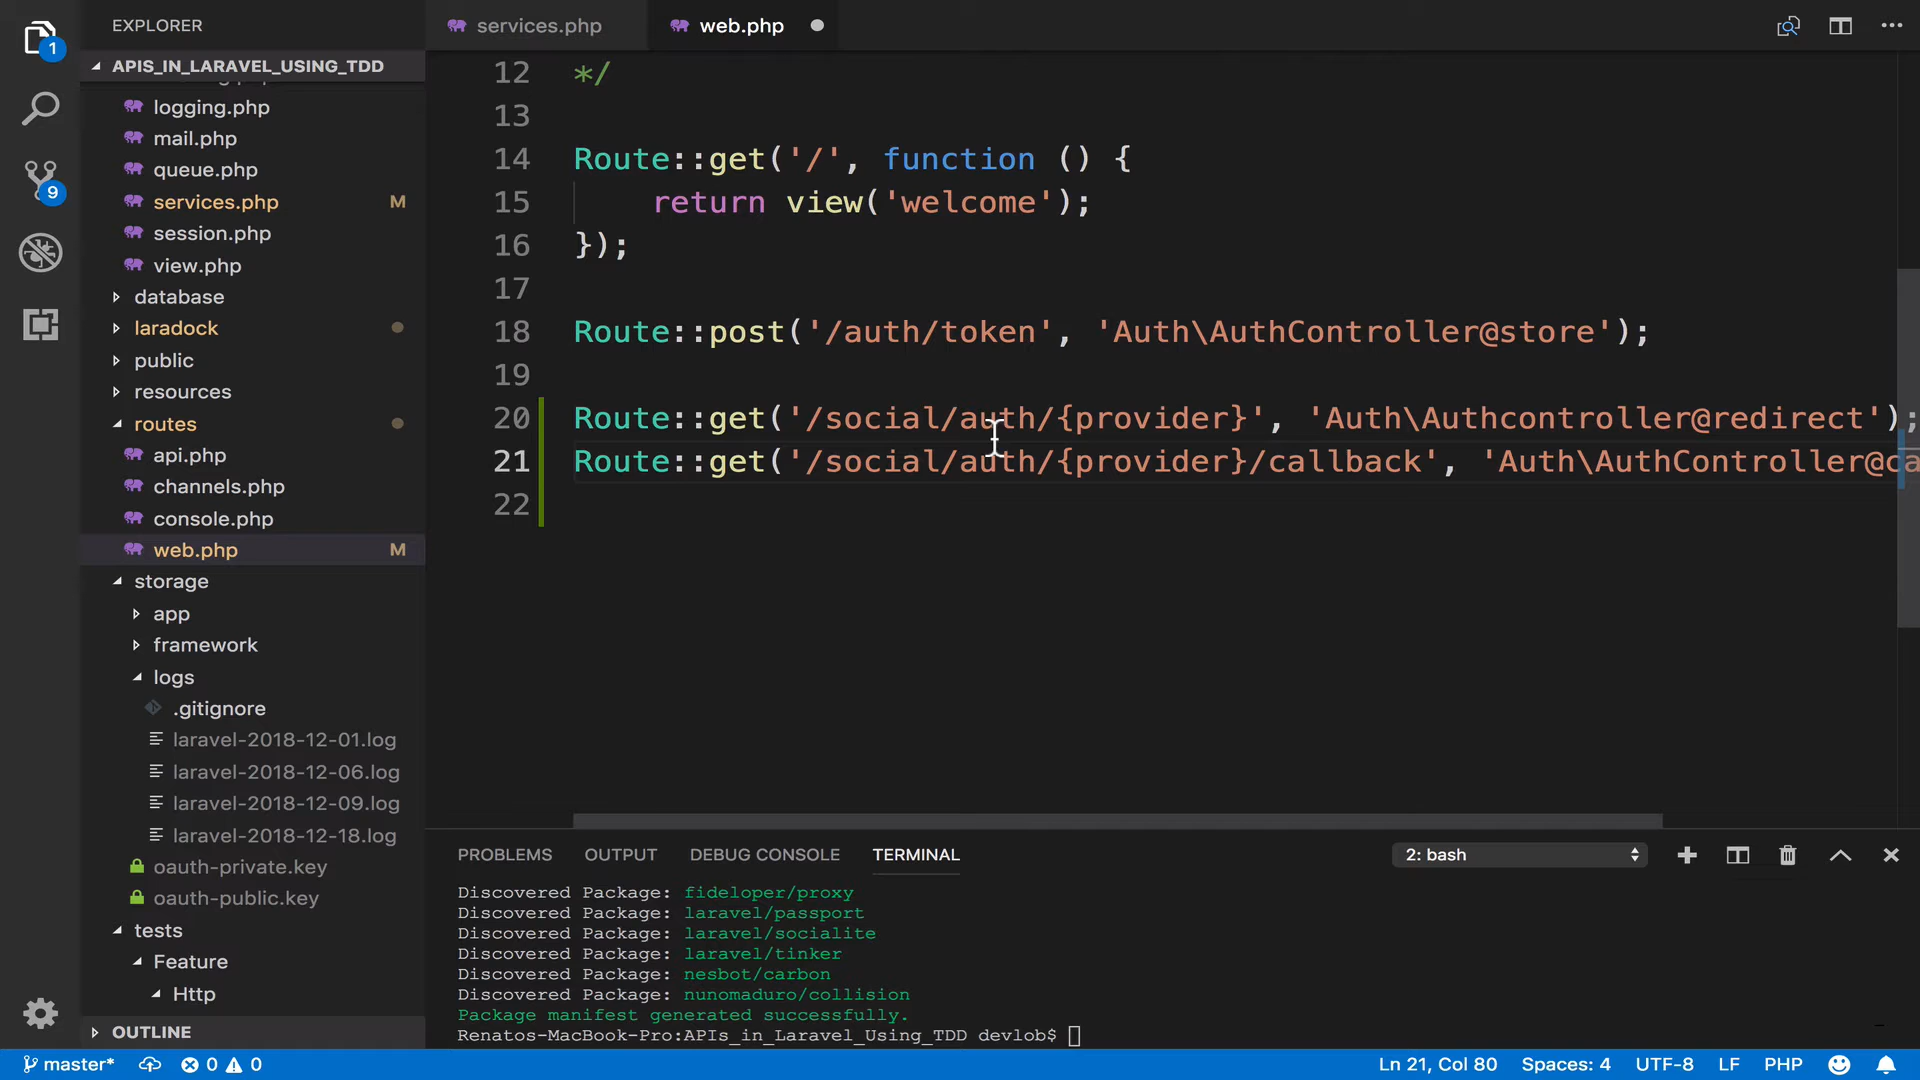 EXPLORER
services.php
web.php
1
APIS_IN_LARAVEL_USING_TDD
logging.php
mail.php
queue.php
services.php M
session.php
view.php
database
laradock
public
resources
routes
api.php
channels.php
console.php
web.php M
storage
app
framework
logs
.gitignore
laravel-2018-12-01.log
laravel-2018-12-06.log
laravel-2018-12-09.log
laravel-2018-12-18.log
oauth-private.key
oauth-public.key
tests
Feature
Http
OUTLINE
9
12 */
13
14 Route::get('/', function () {
15 return view('welcome');
16 });
17
18 Route::post('/auth/token', 'Auth\AuthController@store');
19
20 Route::get('/social/auth/{provider}', 'Auth\Authcontroller@redirect');
21 Route::get('/social/auth/{provider}/callback', 'Auth\AuthController@ca
22
PROBLEMS OUTPUT DEBUG CONSOLE TERMINAL 2: bash
Discovered Package: fideloper/proxy
Discovered Package: laravel/passport
Discovered Package: laravel/socialite
Discovered Package: laravel/tinker
Discovered Package: nesbot/carbon
Discovered Package: nunomaduro/collision
Package manifest generated successfully.
Renatos-MacBook-Pro:APIs_in_Laravel_Using_TDD devlob$
master* 0 0 Ln 21, Col 80 Spaces: 4 UTF-8 LF PHP